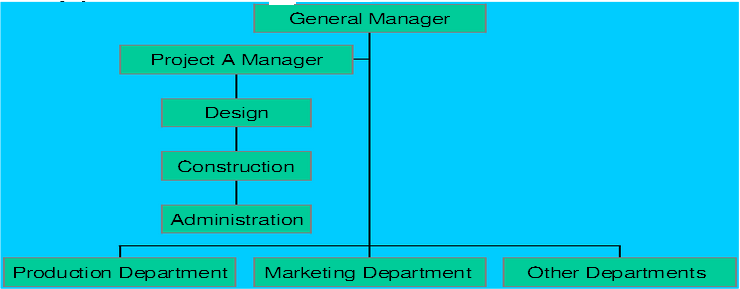 General Manager
Project A Manager
Design
Construction
Administration
Production Department
Marketing Department
Other Departments